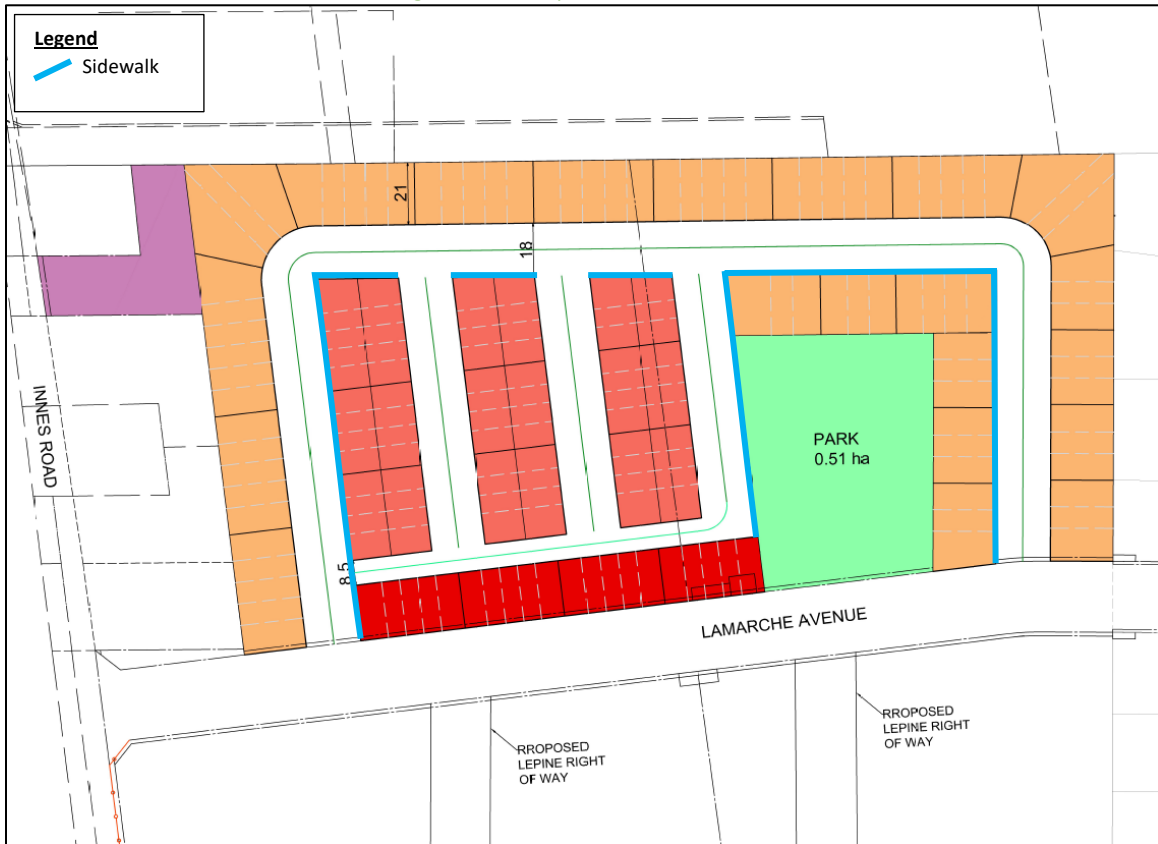 Legend
Sidewalk
21
18
INNES ROAD
PARK
0.51 ha
8.5
LAMARCHE AVENUE
RROPOSED
LEPINE RIGHT
OF WAY
RROPOSED
LEPINE RIGHT
OF WAY